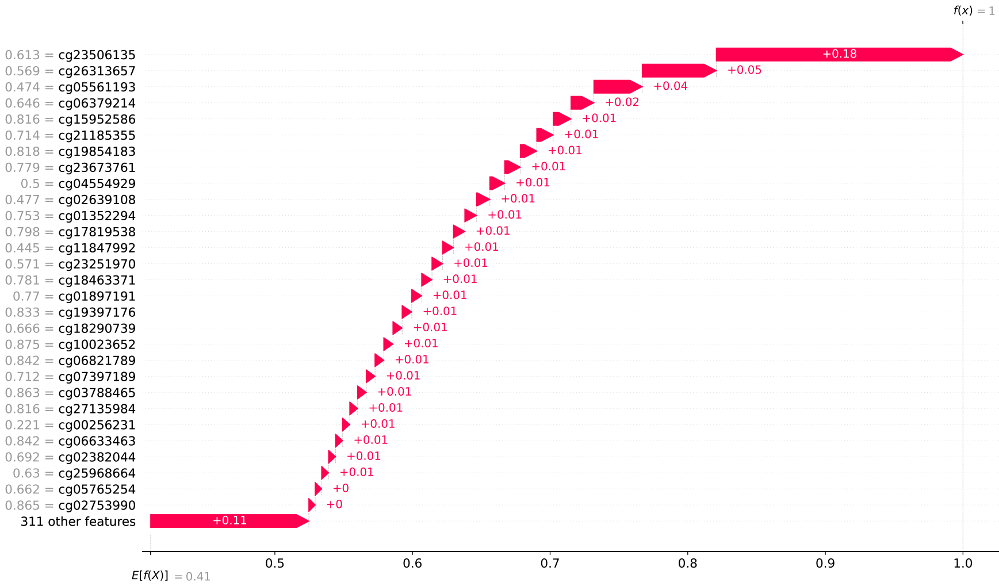 f(x) = 1
0.613 = cg23506135 +0.18
0.569 = cg26313657 +0.05
0.474 = cg05561193 +0.04
0.646 = cg06379214 +0.02
0.816 = cg15952586 +0.01
0.714 = cg21185355 +0.01
0.818 = cg19854183 +0.01
0.779 = cg23673761 +0.01
0.5 = cg04554929 +0.01
0.477 = cg02639108 +0.01
0.753 = cg01352294 +0.01
0.798 = cg17819538 +0.01
0.445 = cg11847992 +0.01
0.571 = cg23251970 +0.01
0.781 = cg18463371 +0.01
0.77 = cg01897191 +0.01
0.833 = cg19397176 +0.01
0.666 = cg18290739 +0.01
0.875 = cg10023652 +0.01
0.842 = cg06821789 +0.01
0.712 = cg07397189 +0.01
0.863 = cg03788465 +0.01
0.816 = cg27135984 +0.01
0.221 = cg00256231 +0.01
0.842 = cg06633463 +0.01
0.692 = cg02382044 +0.01
0.63 = cg25968664 +0.01
0.662 = cg05765254 +0
0.865 = cg02753990 +0
311 other features +0.11
0.5 0.6 0.7 0.8 0.9 1.0
E[f(X)] = 0.41